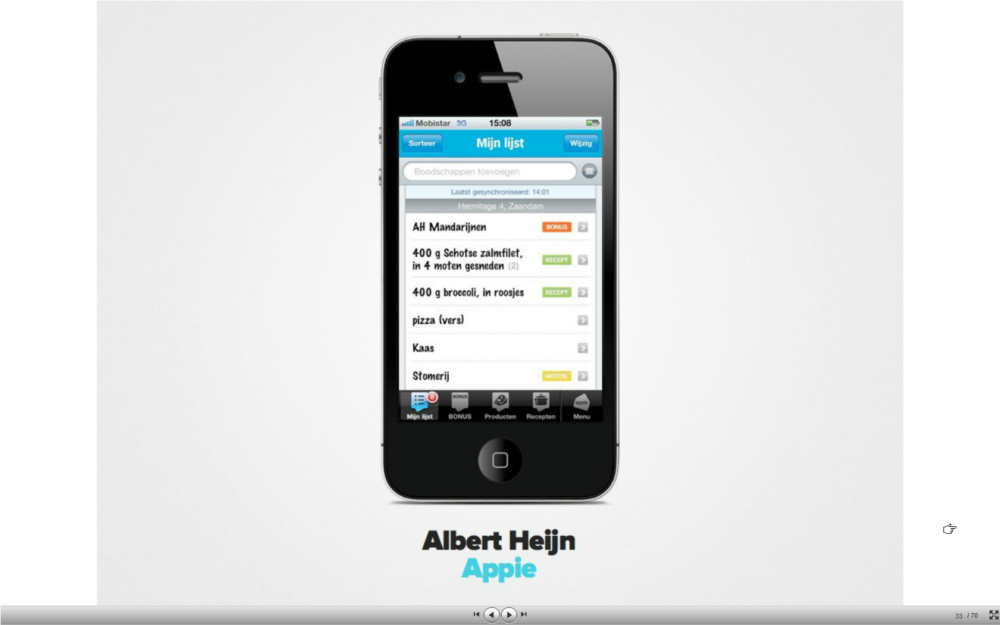 Mobistar 3G 15:08
Sorteer Mijn lijst Wijzig
Boodschappen toevoegen
Laatst gesynchroniseerd: 14:01
Hermitage 4, Zaandam
AH Mandarijnen BONUS
400 g Schotse zalmfilet,
in 4 moten gesneden (2) RECEPT
400 g broccoli, in roosjes RECEPT
pizza (vers)
Kaas
Stomerij NOTITIE
8 BONUS appie
Mijn lijst BONUS Producten Recepten Menu
Albert Heijn
Appie
33 / 70